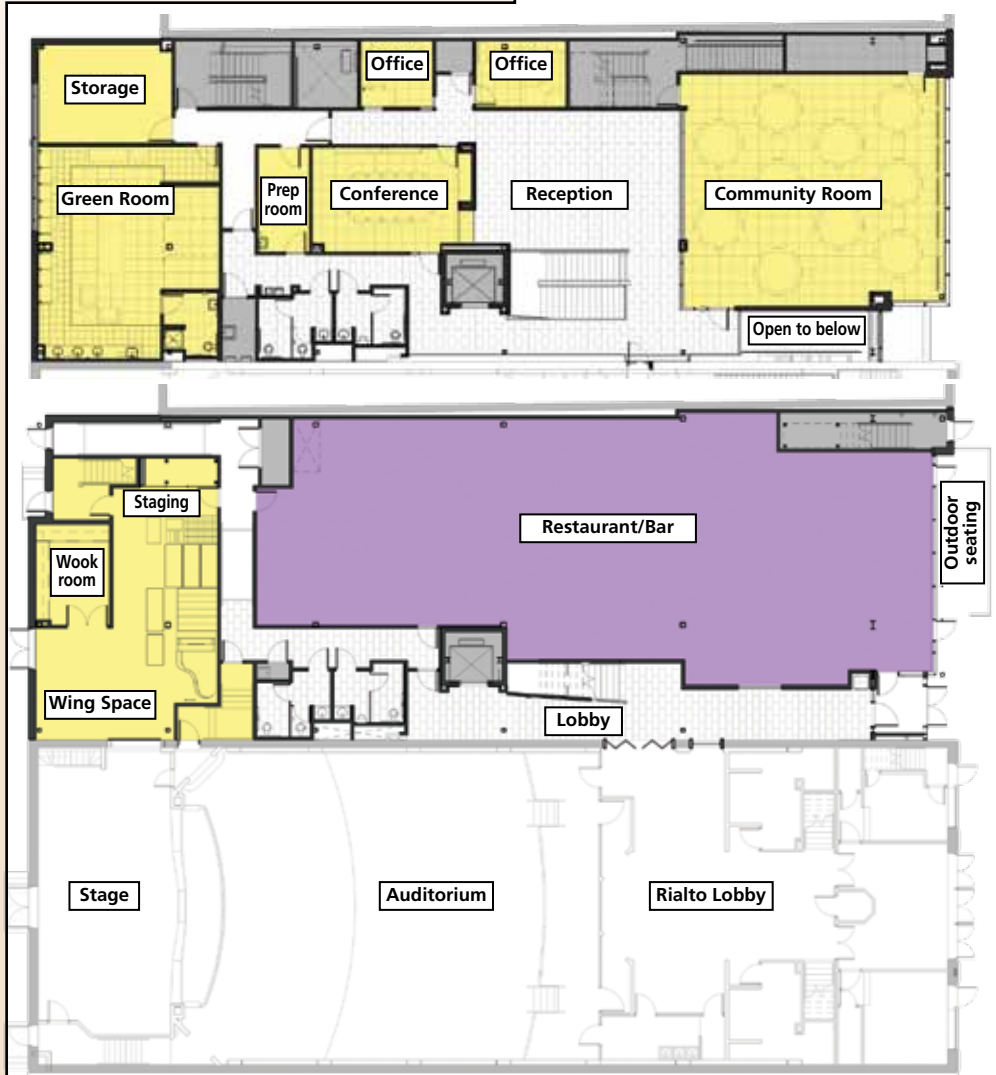 Office
Office
Storage
Green Room
Prep
room
Conference
Reception
Community Room
Open to below
Staging
Restaurant/Bar
Outdoor
seating
Wook
room
Wing Space
Lobby
Stage
Auditorium
Rialto Lobby